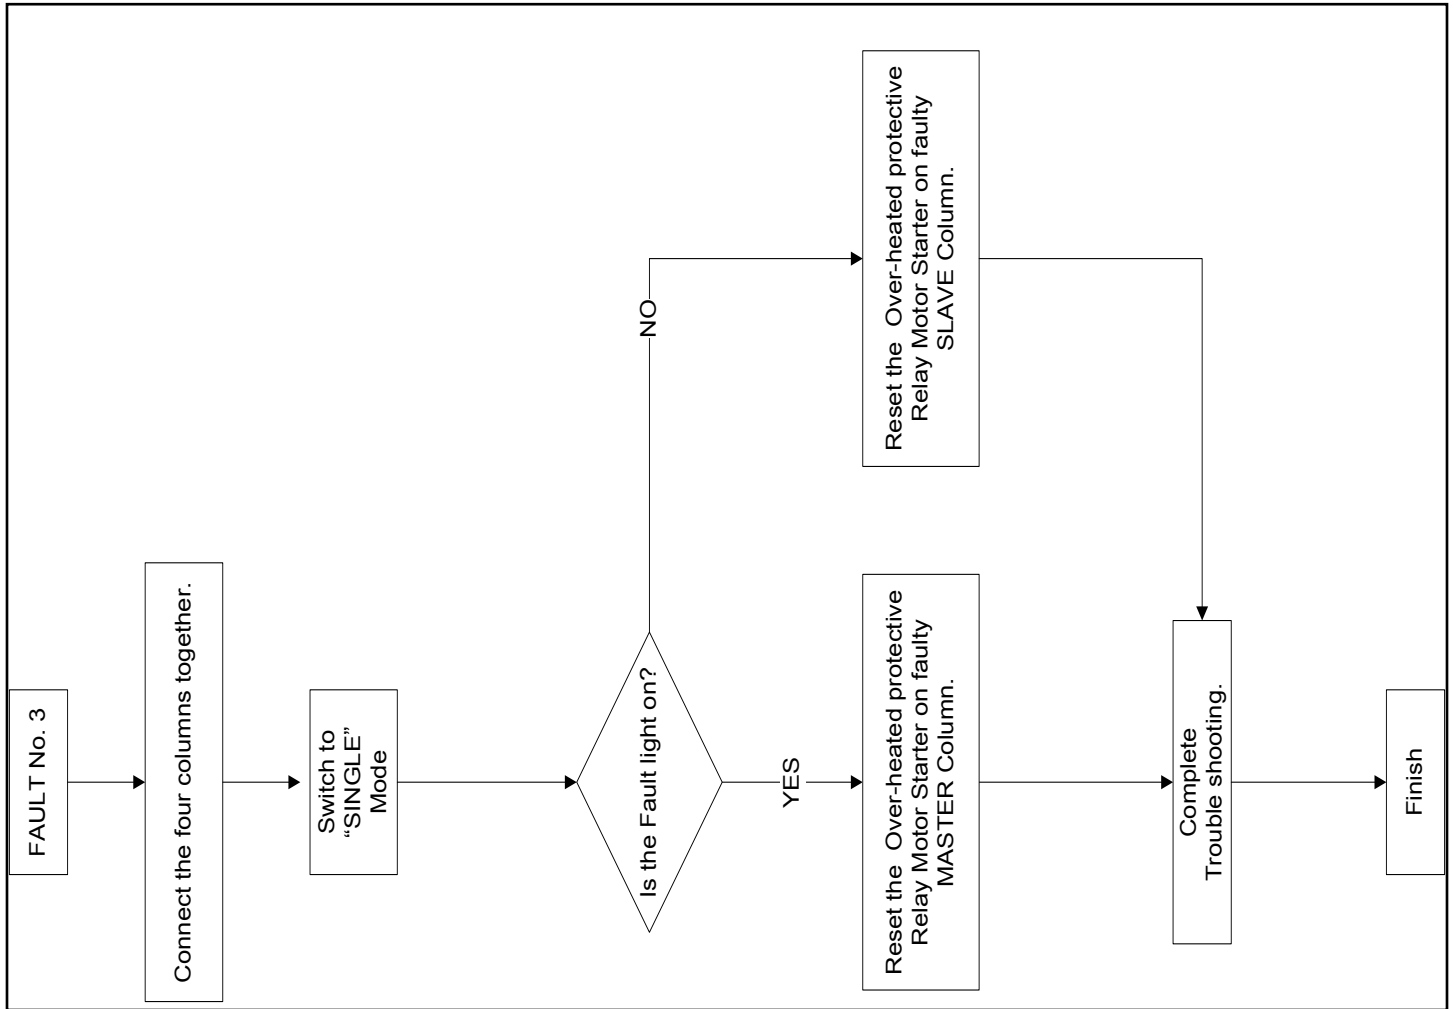 FAULT No. 3
Connect the four columns together.
Switch to
“SINGLE”
Mode
Is the Fault light on?
YES
NO
Reset the Over-heated protective
Relay Motor Starter on faulty
MASTER Column.
Reset the Over-heated protective
Relay Motor Starter on faulty
SLAVE Column.
Complete
Trouble shooting.
Finish